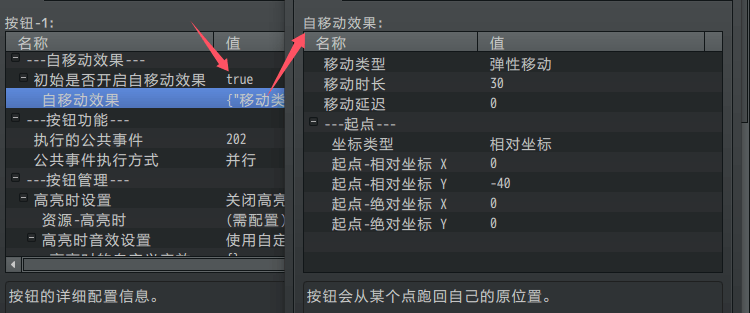 按钮-1:
名称 值
---自移动效果---
初始是否开启自移动效果 true
自移动效果 {"移动类
---按钮功能---
执行的公共事件 202
公共事件执行方式 并行
---按钮管理---
高亮时设置 关闭高亮
资源-高亮时 (需配置)
高亮时音效设置 使用自定
按钮的详细配置信息。
自移动效果:
名称 值
移动类型 弹性移动
移动时长 30
移动延迟 0
---起点---
坐标类型 相对坐标
起点-相对坐标 X 0
起点-相对坐标 Y -40
起点-绝对坐标 X 0
起点-绝对坐标 Y 0
按钮会从某个点跑回自己的原位置。